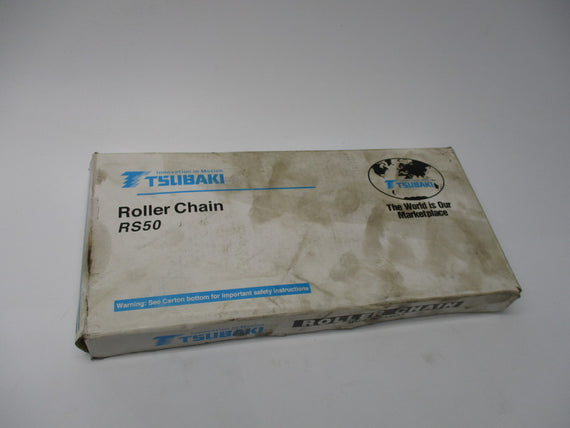 Innovation in Motion
TSUBAKI
Roller Chain
RS50
TSUBAKI
The World is Our
Marketplace
Warning: See Carton bottom for important safety instructions
TSUBAKI
ROLLER CHAIN